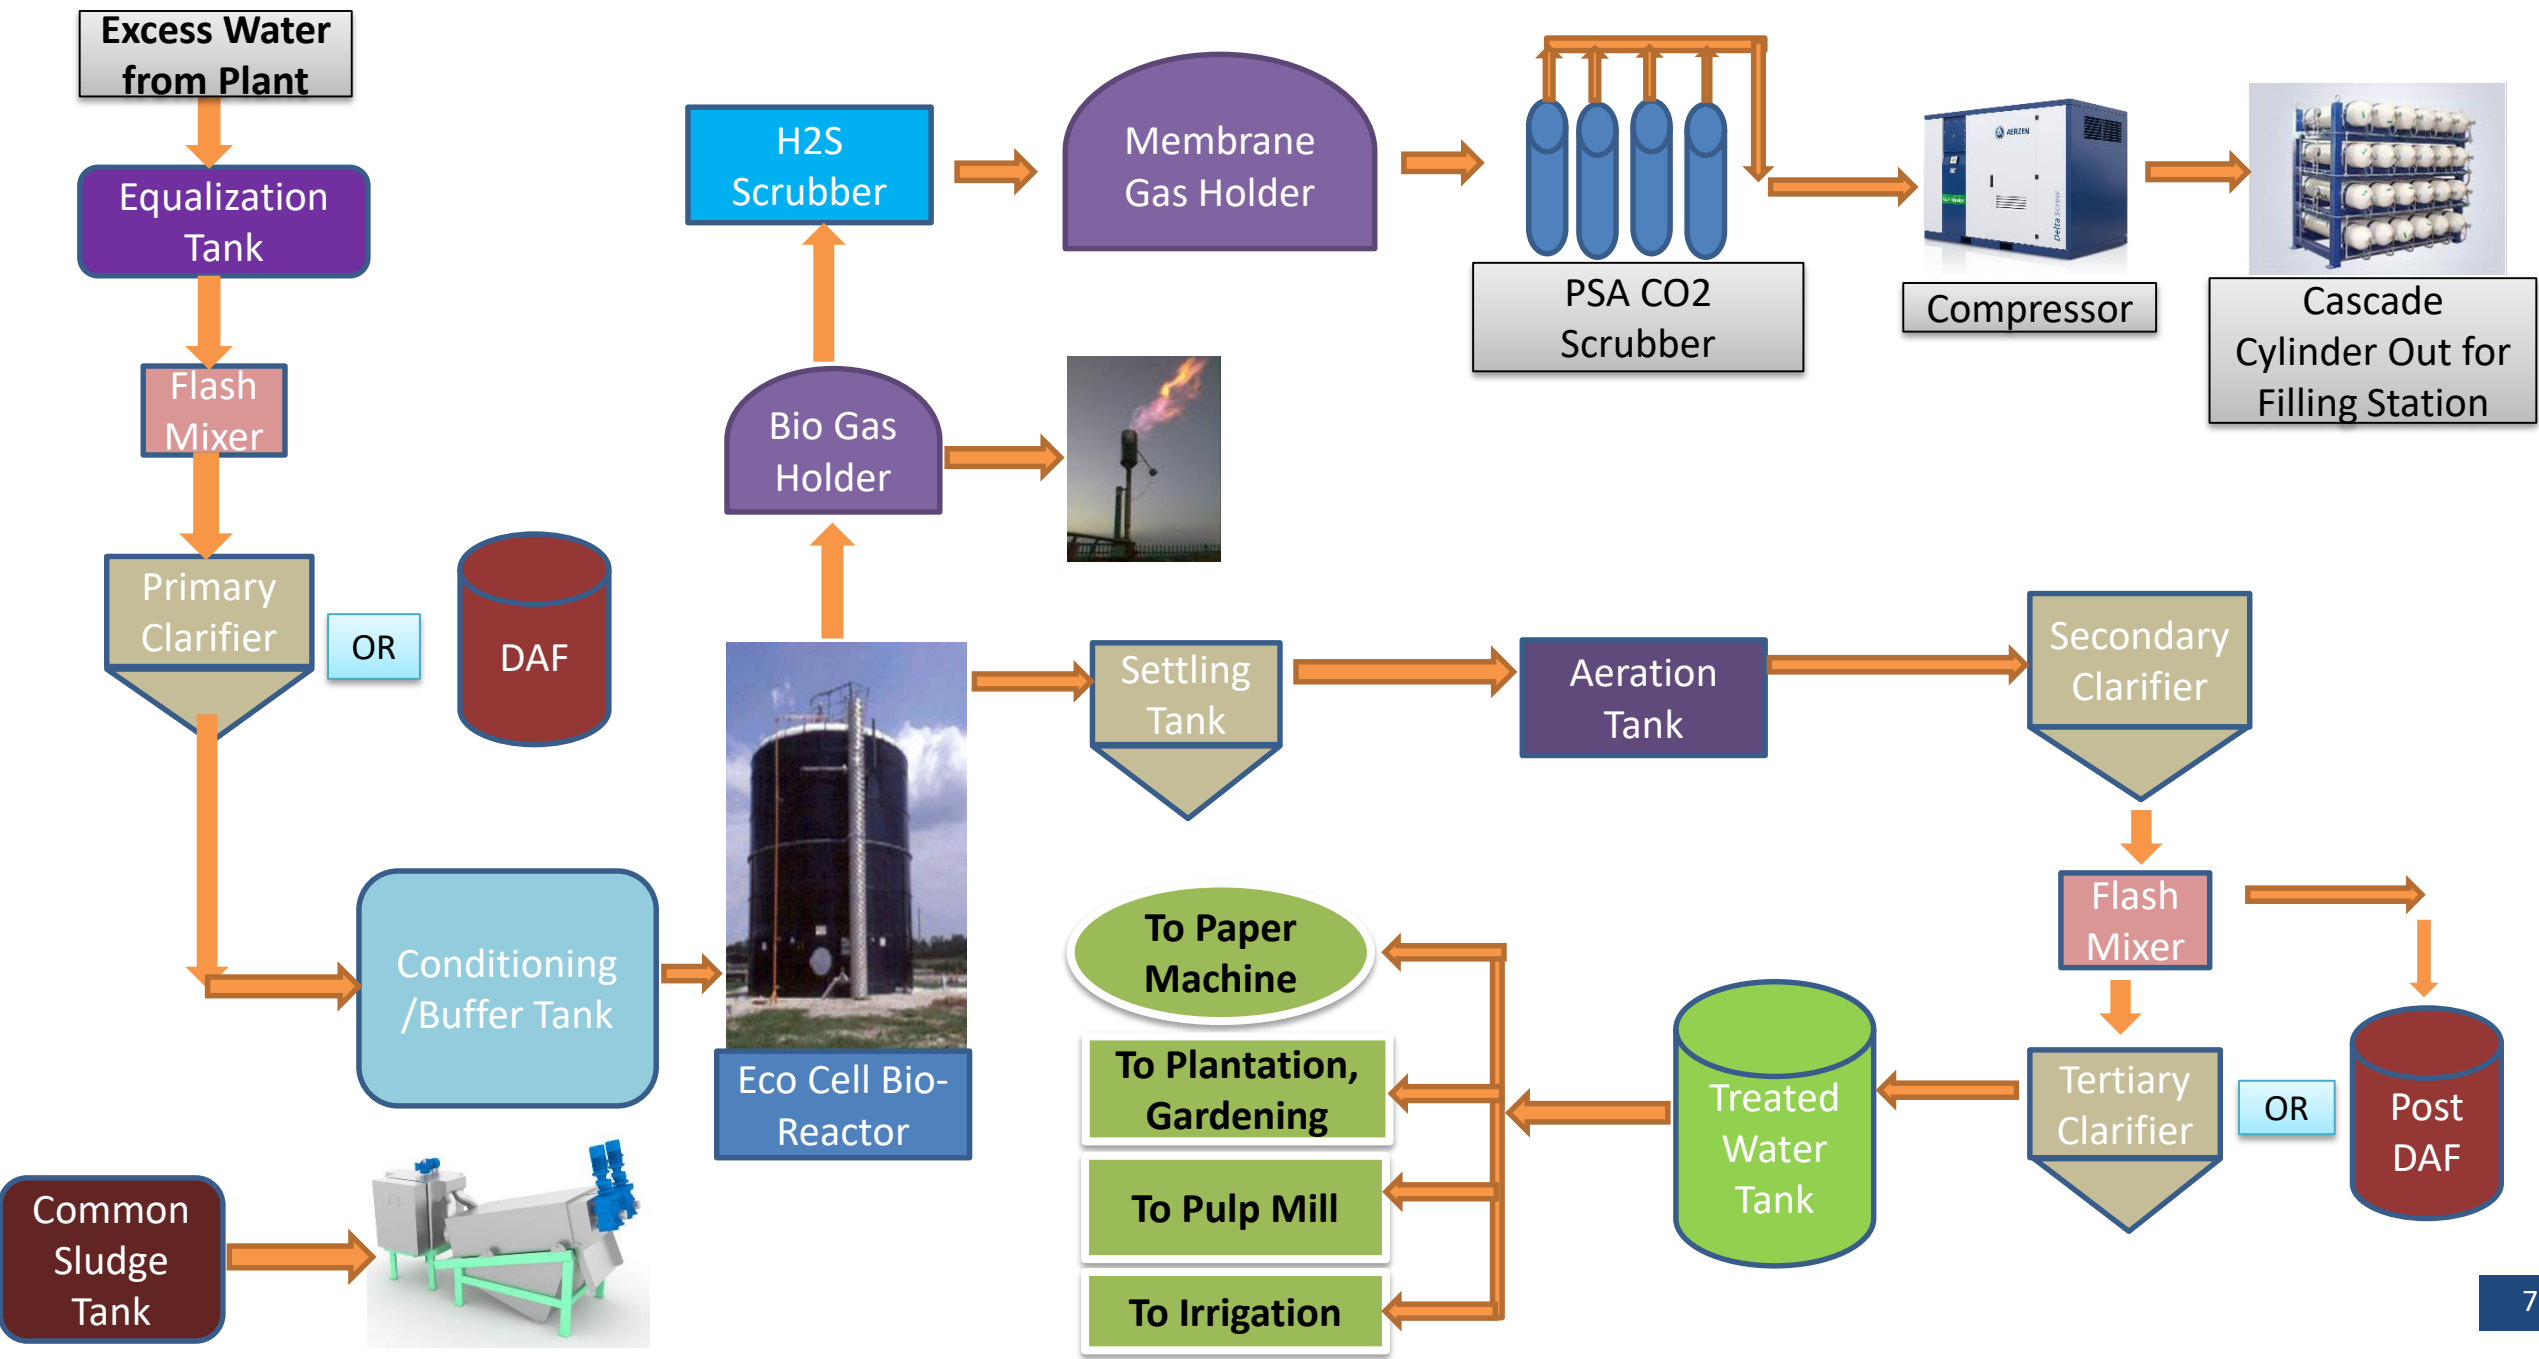 Excess Water
from Plant
Equalization
Tank
Flash
Mixer
Primary
Clarifier
OR
DAF
Conditioning
/Buffer Tank
Common
Sludge
Tank
Eco Cell Bio-
Reactor
Bio Gas
Holder
H2S
Scrubber
Membrane
Gas Holder
PSA CO2
Scrubber
AERZEN
Delta Screw
Compressor
Cascade
Cylinder Out for
Filling Station
Settling
Tank
Aeration
Tank
Secondary
Clarifier
Flash
Mixer
Tertiary
Clarifier
OR
Post
DAF
Treated
Water
Tank
To Paper
Machine
To Plantation,
Gardening
To Pulp Mill
To Irrigation
7